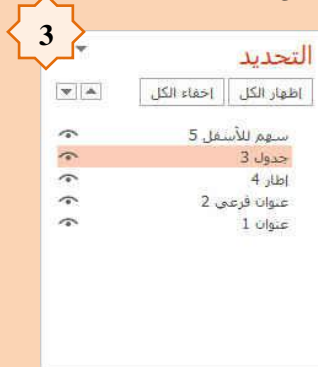 3
التحديد
إظهار الكل
إخفاء الكل
سهم للأسفل 5
جدول 3
إطار 4
عنوان فرعي 2
عنوان 1